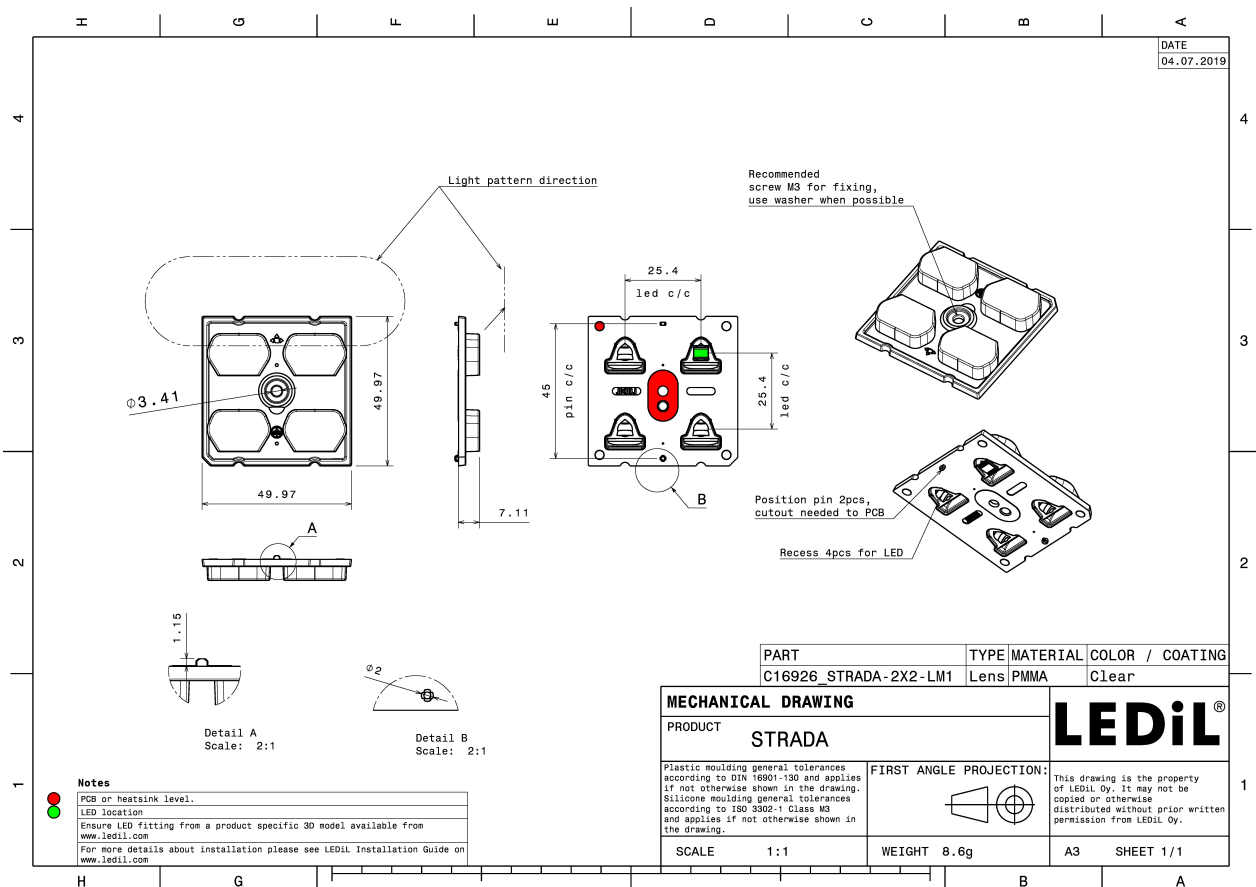 H G F E D C B A
DATE
04.07.2019
4 4
Recommended
screw M3 for fixing,
use washer when possible
Light pattern direction
25.4
led c/c
3 3
⌀3.41
49.97
45
pin c/c
25.4
led c/c
49.97
7.11
B
A
Position pin 2pcs,
cutout needed to PCB
Recess 4pcs for LED
2 2
1.15
⌀2
Detail A
Scale: 2:1
Detail B
Scale: 2:1
PART TYPE MATERIAL COLOR / COATING
C16926_STRADA-2X2-LM1 Lens PMMA Clear
MECHANICAL DRAWING
LEDiL®
PRODUCT
STRADA
Plastic moulding general tolerances
according to DIN 16901-130 and applies
if not otherwise shown in the drawing.
Silicone moulding general tolerances
according to ISO 3302-1 Class M3
and applies if not otherwise shown in
the drawing.
FIRST ANGLE PROJECTION:
This drawing is the property
of LEDiL Oy. It may not be
copied or otherwise
distributed without prior written
permission from LEDiL Oy.
SCALE 1:1 WEIGHT 8.6g A3 SHEET 1/1
1 1
Notes
PCB or heatsink level.
LED location
Ensure LED fitting from a product specific 3D model available from
www.ledil.com
For more details about installation please see LEDiL Installation Guide on
www.ledil.com
H G B A